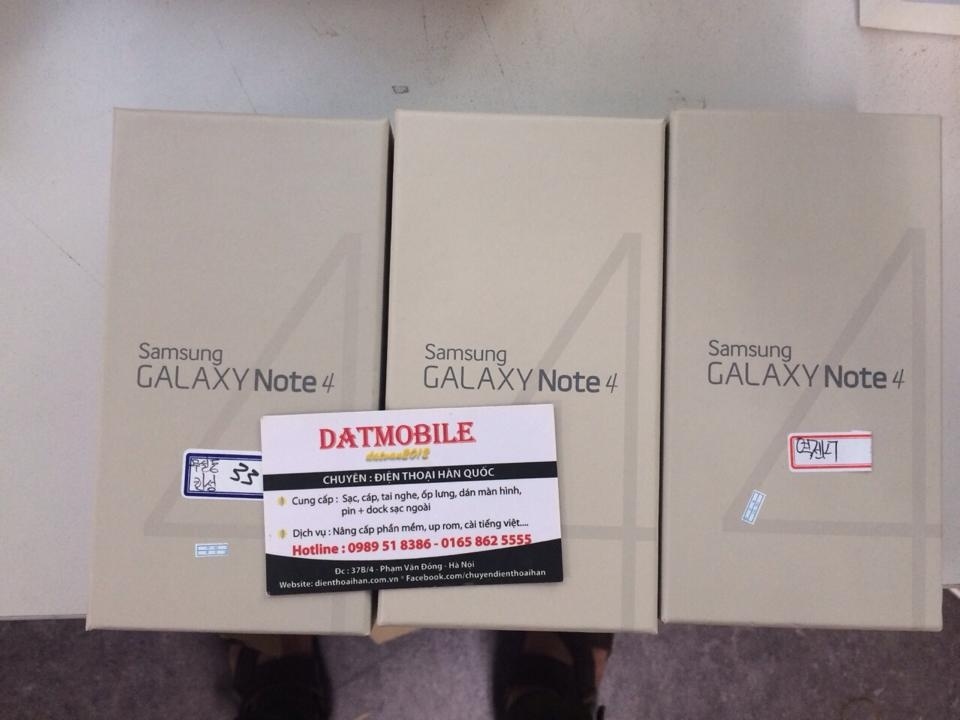 Samsung
GALAXY Note 4
Samsung
GALAXY Note 4
Samsung
GALAXY Note 4
33
DATMOBILE
CHUYÊN : ĐIỆN THOẠI HÀN QUỐC
Cung cấp : Sạc, cáp, tai nghe, ốp lưng, dán màn hình,
pin + dock sạc ngoài
Dịch vụ : Nâng cấp phần mềm, up rom, cài tiếng việt....
Hotline : 0989 51 8386 - 0165 862 5555
Đc : 37B/4 - Phạm Văn Đồng - Hà Nội
Website: dienthoaihan.com.vn * Facebook.com/chuyendienthoaihan